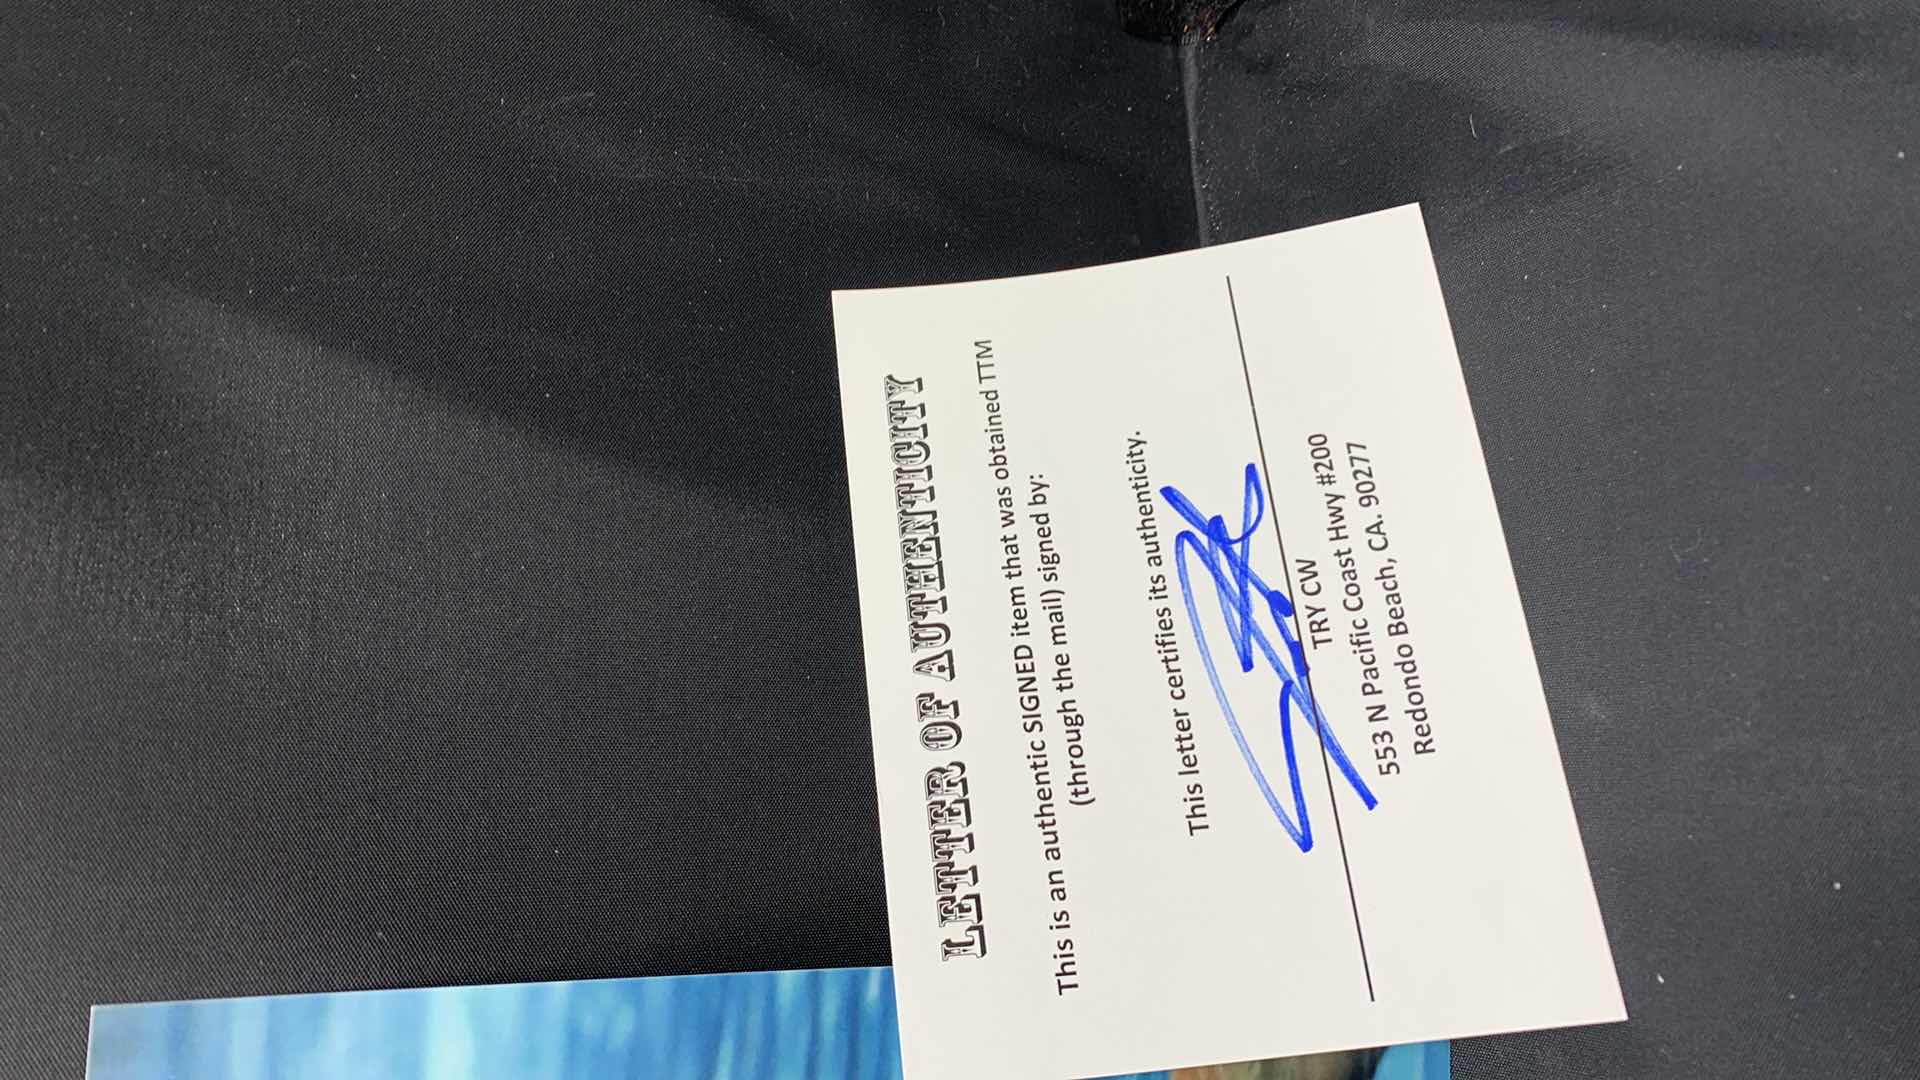 LETTER OF AUTHENTICITY
This is an authentic SIGNED item that was obtained TTM
(through the mail) signed by:
This letter certifies its authenticity.
TRY CW
553 N Pacific Coast Hwy #200
Redondo Beach, CA. 90277